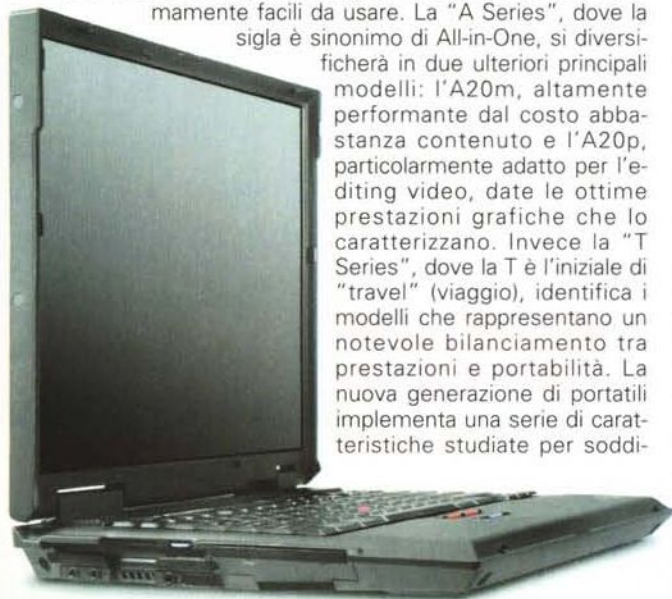 mamente facili da usare. La "A Series", dove la
sigla è sinonimo di All-in-One, si diversi-
ficherà in due ulteriori principali
modelli: l'A20m, altamente
performante dal costo abba-
stanza contenuto e l'A20p,
particolarmente adatto per l'e-
diting video, date le ottime
prestazioni grafiche che lo
caratterizzano. Invece la "T
Series", dove la T è l'iniziale di
"travel" (viaggio), identifica i
modelli che rappresentano un
notevole bilanciamento tra
prestazioni e portabilità. La
nuova generazione di portatili
implementa una serie di carat-
teristiche studiate per soddi-